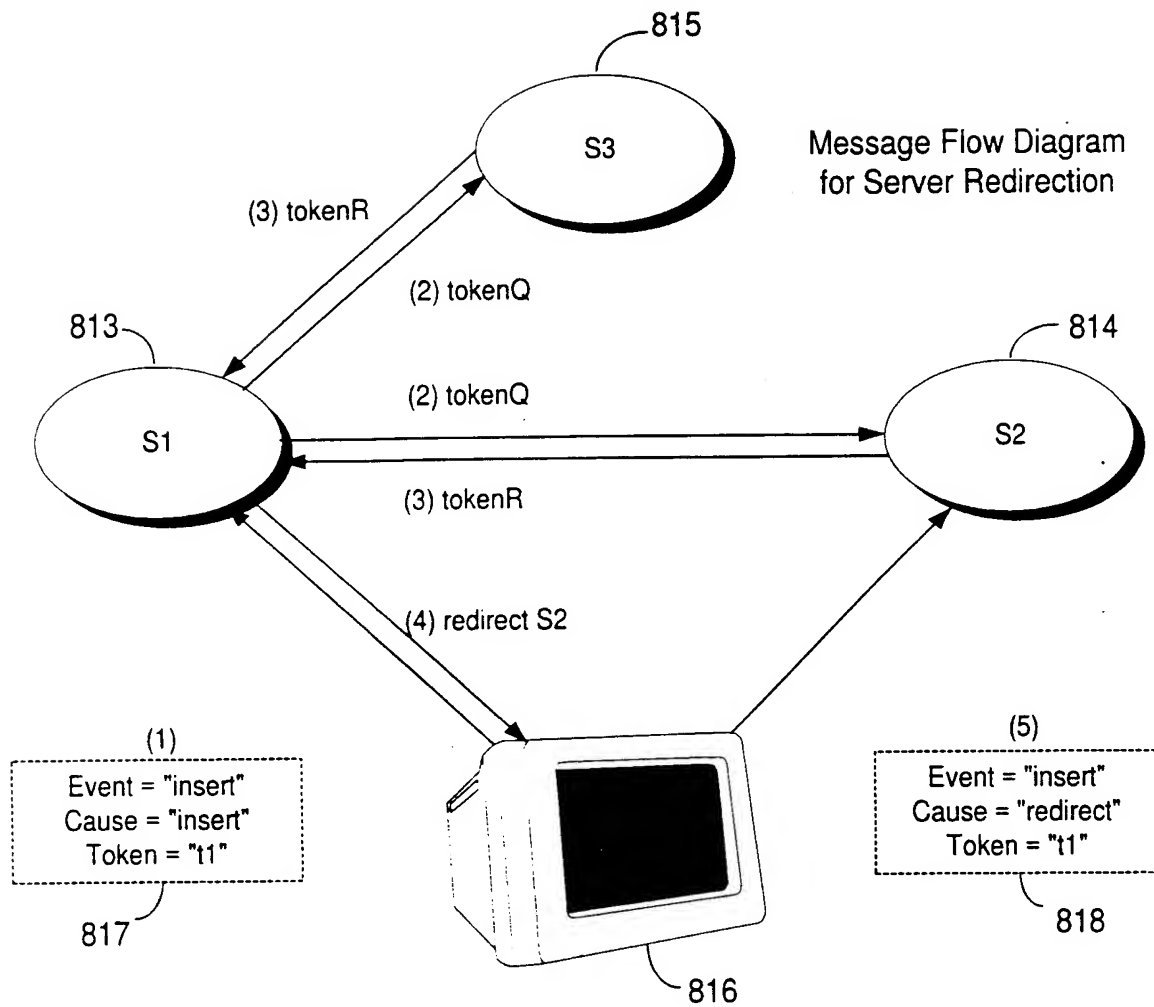 815
S3
Message Flow Diagram
for Server Redirection
(3) tokenR
(2) tokenQ
813
814
(2) tokenQ
S1
S2
(3) tokenR
(4) redirect S2
(1)
Event = "insert"
Cause = "insert"
Token = "t1"
817
(5)
Event = "insert"
Cause = "redirect"
Token = "t1"
818
816